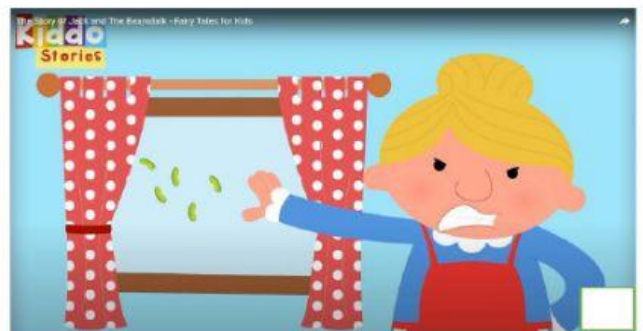 The Story of Jack and The Beanstalk - Fairy Tales for Kids
Kiddo
Stories